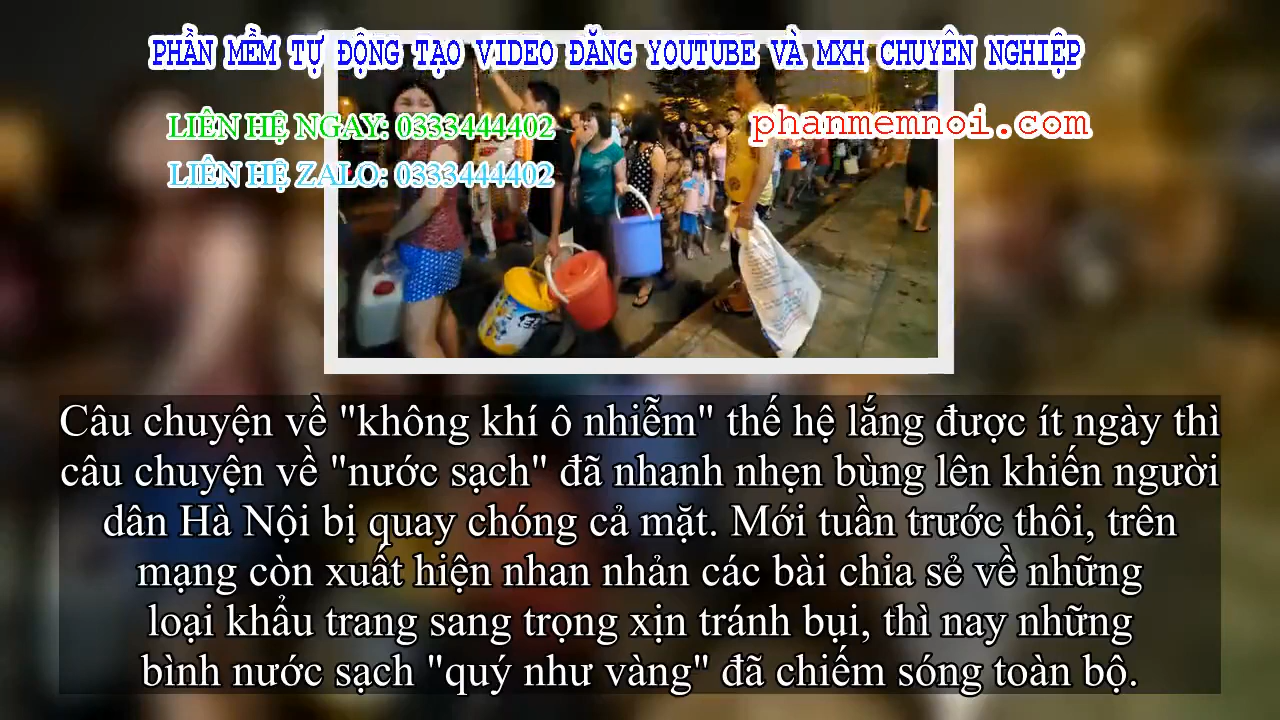 PHẦN MỀM TỰ ĐỘNG TẠO VIDEO ĐĂNG YOUTUBE VÀ MXH CHUYÊN NGHIỆP
LIÊN HỆ NGAY: 0333444402
phanmemnoi.com
LIÊN HỆ ZALO: 0333444402
Câu chuyện về "không khí ô nhiễm" thế hệ lắng được ít ngày thì
câu chuyện về "nước sạch" đã nhanh nhẹn bùng lên khiến người
dân Hà Nội bị quay chóng cả mặt. Mới tuần trước thôi, trên
mạng còn xuất hiện nhan nhản các bài chia sẻ về những
loại khẩu trang sang trọng xịn tránh bụi, thì nay những
bình nước sạch "quý như vàng" đã chiếm sóng toàn bộ.